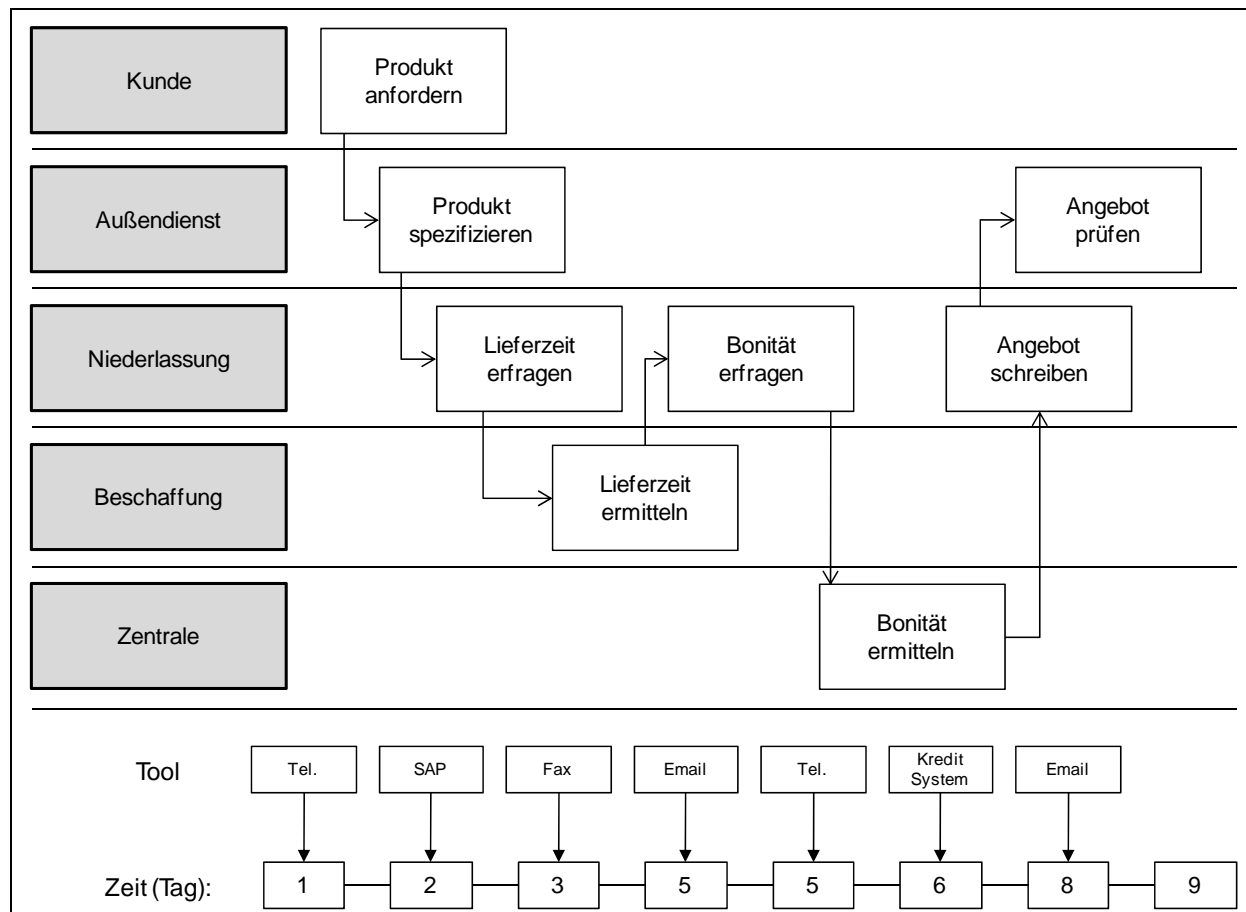 Kunde
Produkt
anfordern
Außendienst
Produkt
spezifizieren
Angebot
prüfen
Niederlassung
Lieferzeit
erfragen
Bonität
erfragen
Angebot
schreiben
Beschaffung
Lieferzeit
ermitteln
Zentrale
Bonität
ermitteln
Tool
Tel.
SAP
Fax
Email
Tel.
Kredit
System
Email
Zeit (Tag):
1
2
3
5
5
6
8
9